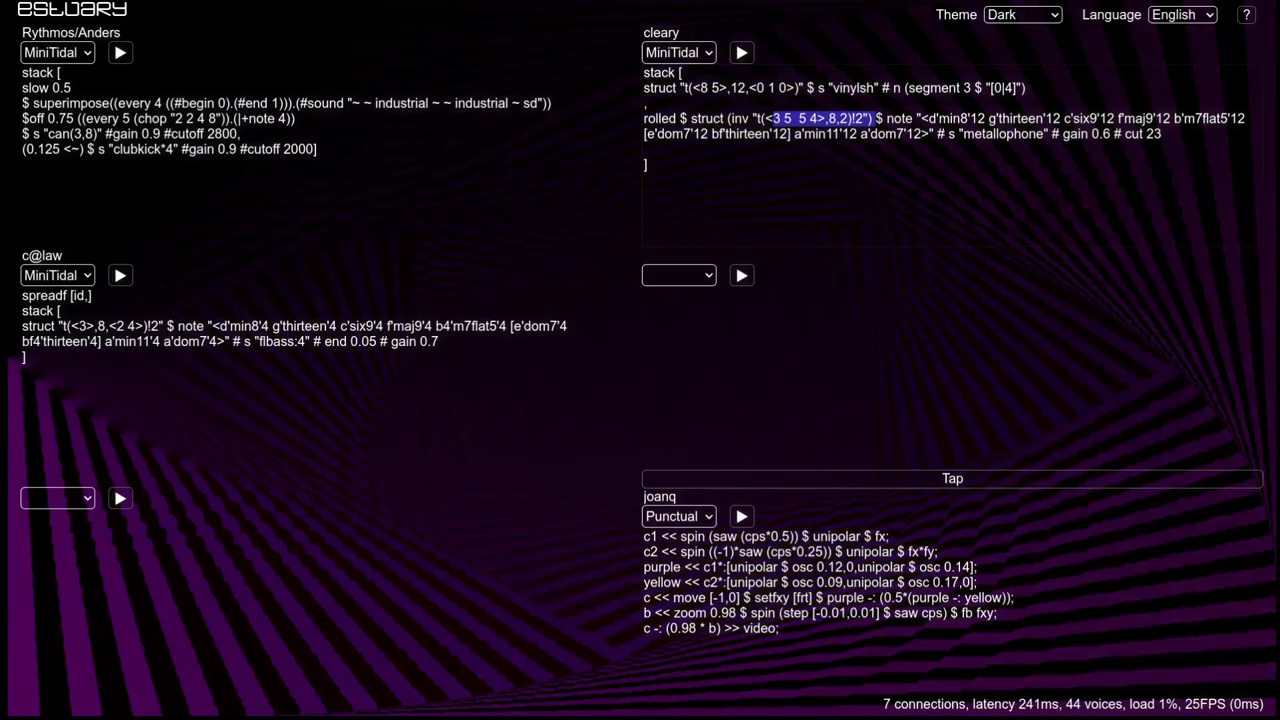 estuary
Theme Dark Language English ?
Rythmos/Anders
MiniTidal
stack [
slow 0.5
$ superimpose((every 4 ((#begin 0).(#end 1))).(#sound "~ ~ industrial ~ ~ industrial ~ sd"))
$off 0.75 ((every 5 (chop "2 2 4 8")).(|+note 4))
$ s "can(3,8)" #gain 0.9 #cutoff 2800,
(0.125 <~) $ s "clubkick*4" #gain 0.9 #cutoff 2000]
cleary
MiniTidal
stack [
struct "t(<8 5>,12,<0 1 0>)" $ s "vinylsh" # n (segment 3 $ "[0|4]")
,
rolled $ struct (inv "t(<3 5  5 4>,8,2)!2") $ note "<d'min8'12 g'thirteen'12 c'six9'12 f'maj9'12 b'm7flat5'12
[e'dom7'12 bf'thirteen'12] a'min11'12 a'dom7'12>" # s "metallophone" # gain 0.6 # cut 23
]
c@law
MiniTidal
spreadf [id,]
stack [
struct "t(<3>,8,<2 4>)!2" $ note "<d'min8'4 g'thirteen'4 c'six9'4 f'maj9'4 b4'm7flat5'4 [e'dom7'4
bf4'thirteen'4] a'min11'4 a'dom7'4>" # s "flbass:4" # end 0.05 # gain 0.7
]
Tap
joanq
Punctual
c1 << spin (saw (cps*0.5)) $ unipolar $ fx;
c2 << spin ((-1)*saw (cps*0.25)) $ unipolar $ fx*fy;
purple << c1*:[unipolar $ osc 0.12,0,unipolar $ osc 0.14];
yellow << c2*:[unipolar $ osc 0.09,unipolar $ osc 0.17,0];
c << move [-1,0] $ setfxy [frt] $ purple -: (0.5*(purple -: yellow));
b << zoom 0.98 $ spin (step [-0.01,0.01] $ saw cps) $ fb fxy;
c -: (0.98 * b) >> video;
7 connections, latency 241ms, 44 voices, load 1%, 25FPS (0ms)